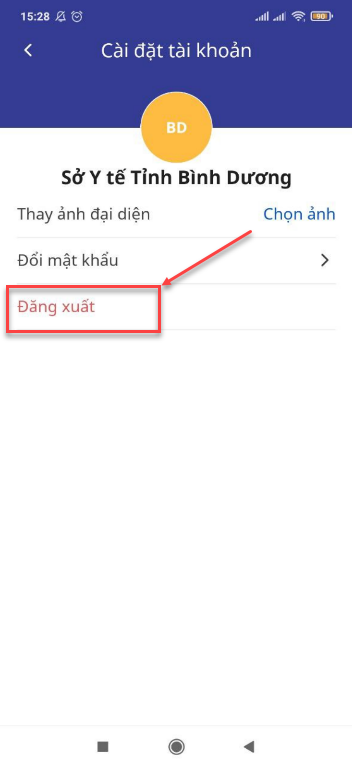 15:28 90
Cài đặt tài khoản
BD
Sở Y tế Tỉnh Bình Dương
Thay ảnh đại diện Chọn ảnh
Đổi mật khẩu
Đăng xuất